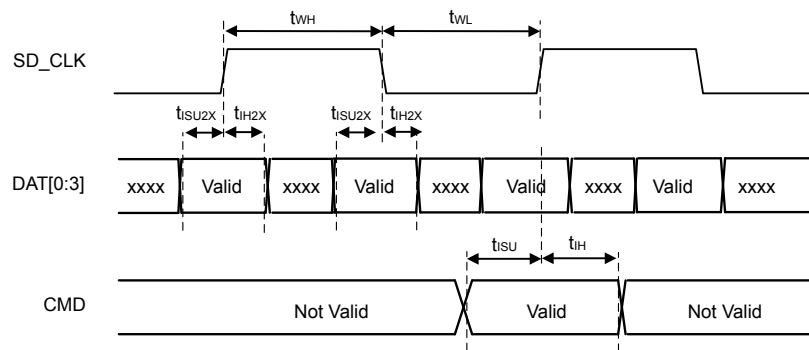 tWH tWL
SD_CLK
tISU2X tIH2X tISU2X tIH2X
DAT[0:3] xxxx Valid xxxx Valid xxxx Valid xxxx Valid xxxx
tISU tIH
CMD Not Valid Valid Not Valid